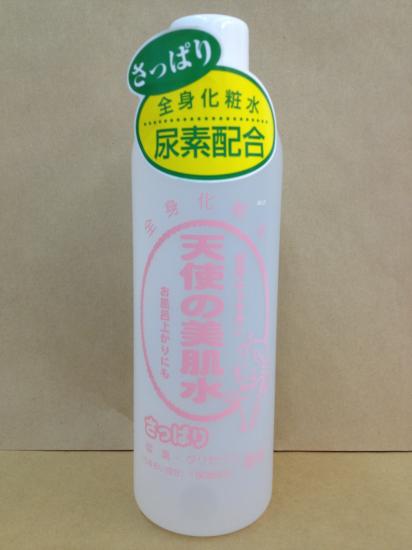 さっぱり
全身化粧水
尿素配合
全身化粧水
天使の美肌水
お風呂上がりにも
さっぱり